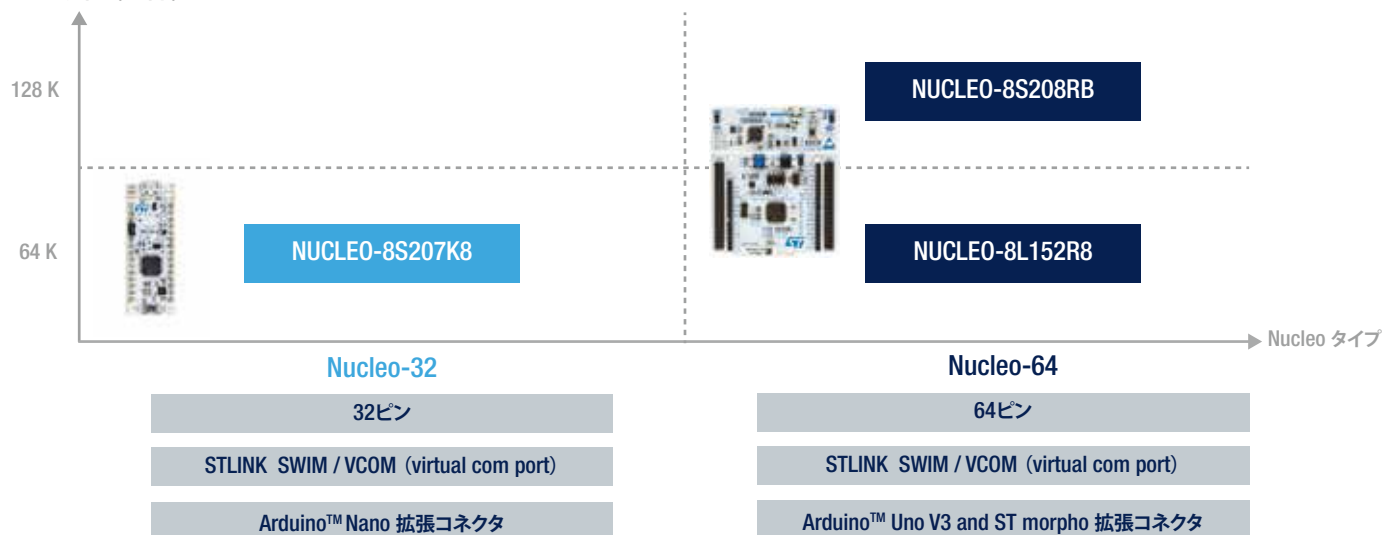 128 K
NUCLEO-8S208RB
64 K
NUCLEO-8S207K8
NUCLEO-8L152R8
Nucleo タイプ
Nucleo-32
Nucleo-64
32ピン
64ピン
STLINK SWIM / VCOM (virtual com port)
STLINK SWIM / VCOM (virtual com port)
Arduino™ Nano 拡張コネクタ
Arduino™ Uno V3 and ST morpho 拡張コネクタ